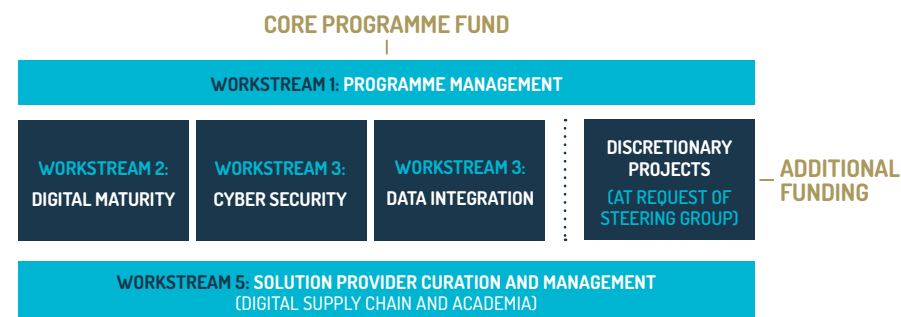 CORE PROGRAMME FUND
WORKSTREAM 1: PROGRAMME MANAGEMENT
WORKSTREAM 2:
DIGITAL MATURITY
WORKSTREAM 3:
CYBER SECURITY
WORKSTREAM 3:
DATA INTEGRATION
DISCRETIONARY
PROJECTS
(AT REQUEST OF
STEERING GROUP)
ADDITIONAL
FUNDING
WORKSTREAM 5: SOLUTION PROVIDER CURATION AND MANAGEMENT
(DIGITAL SUPPLY CHAIN AND ACADEMIA)